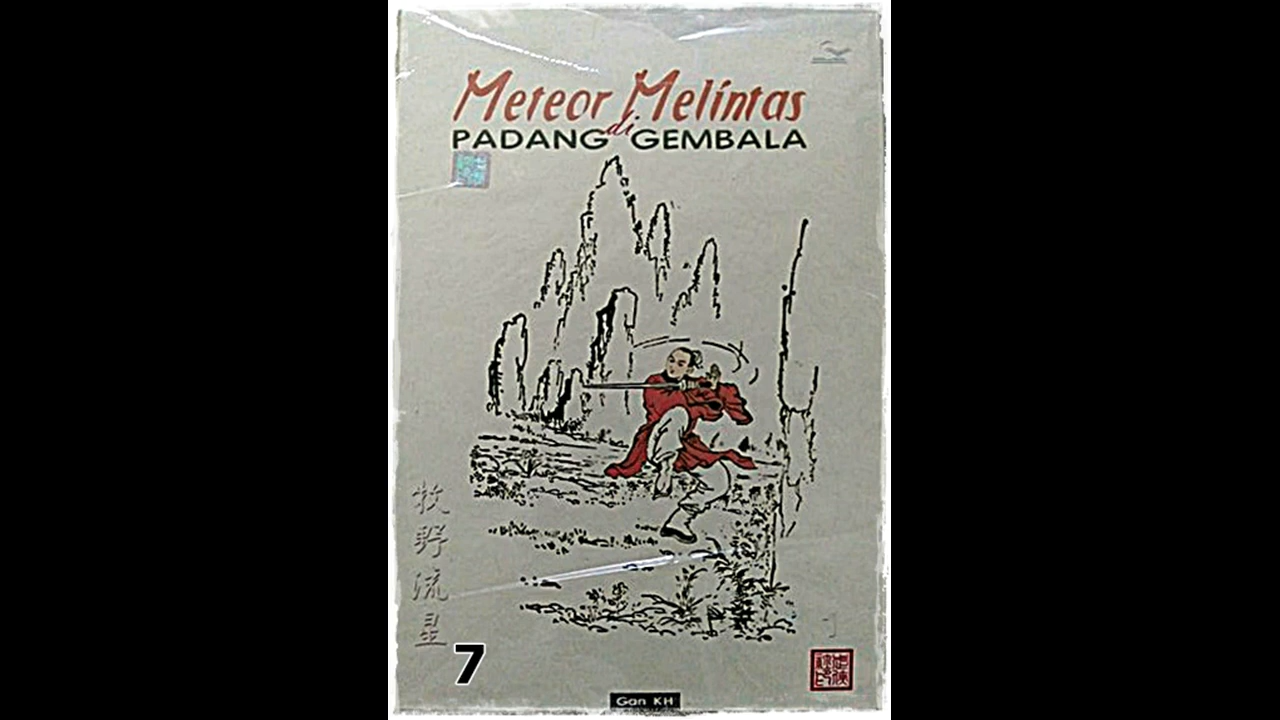 Meteor Melintas
di
PADANG GEMBALA
牧野流星
7
Gan KH